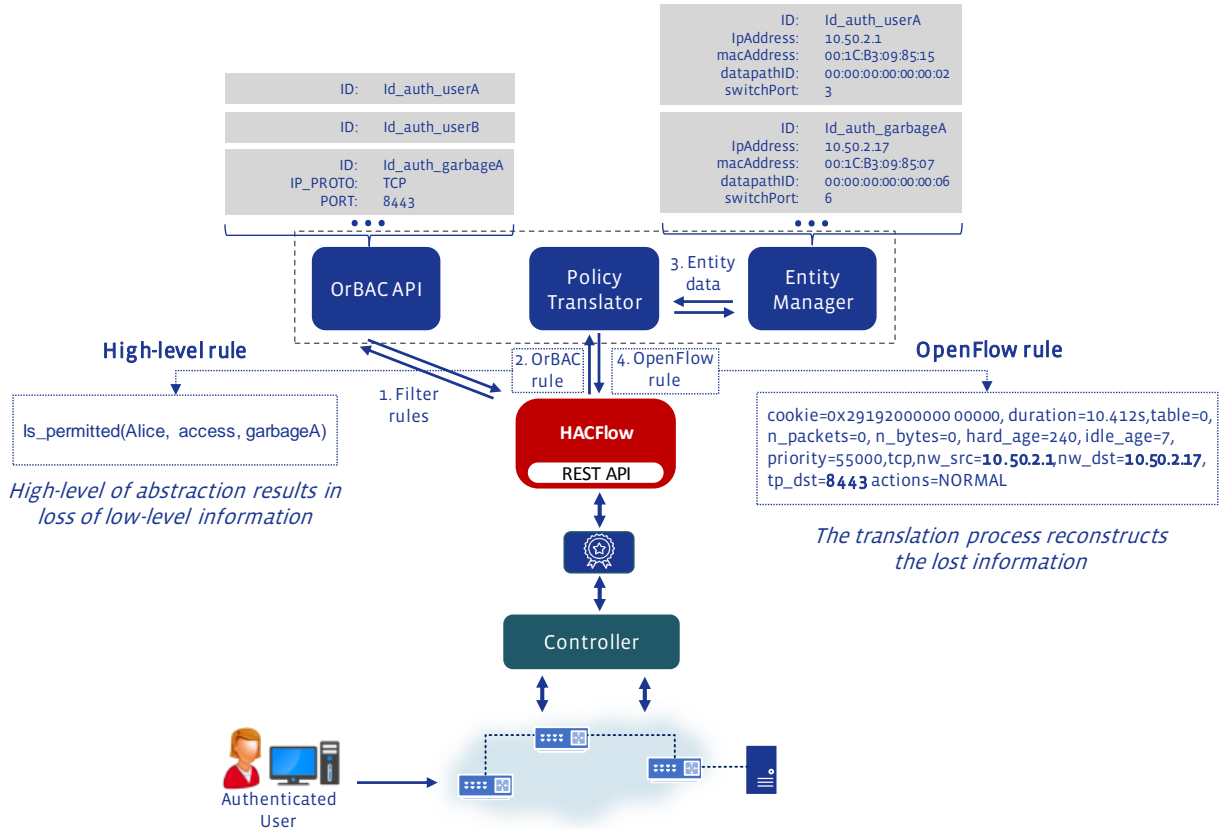 ID: Id_auth_userA
IpAddress: 10.50.2.1
macAddress: 00:1C:B3:09:85:15
datapathID: 00:00:00:00:00:00:02
switchPort: 3
ID: Id_auth_userA
ID: Id_auth_userB
ID: Id_auth_garbageA
IP_PROTO: TCP
PORT: 8443
ID: Id_auth_garbageA
IpAddress: 10.50.2.17
macAddress: 00:1C:B3:09:85:07
datapathID: 00:00:00:00:00:00:06
switchPort: 6
OrBAC API
Policy
Translator
3. Entity
data
Entity
Manager
High-level rule
2. OrBAC
rule
4. OpenFlow
rule
OpenFlow rule
1. Filter
rules
Is_permitted(Alice, access, garbageA)
High-level of abstraction results in
loss of low-level information
HACFlow
REST API
cookie=0x29192000000 00000, duration=10.412s,table=0,
n_packets=0, n_bytes=0, hard_age=240, idle_age=7,
priority=55000,tcp,nw_src=10.50.2.1,nw_dst=10.50.2.17,
tp_dst=8443 actions=NORMAL
The translation process reconstructs
the lost information
Controller
Authenticated
User